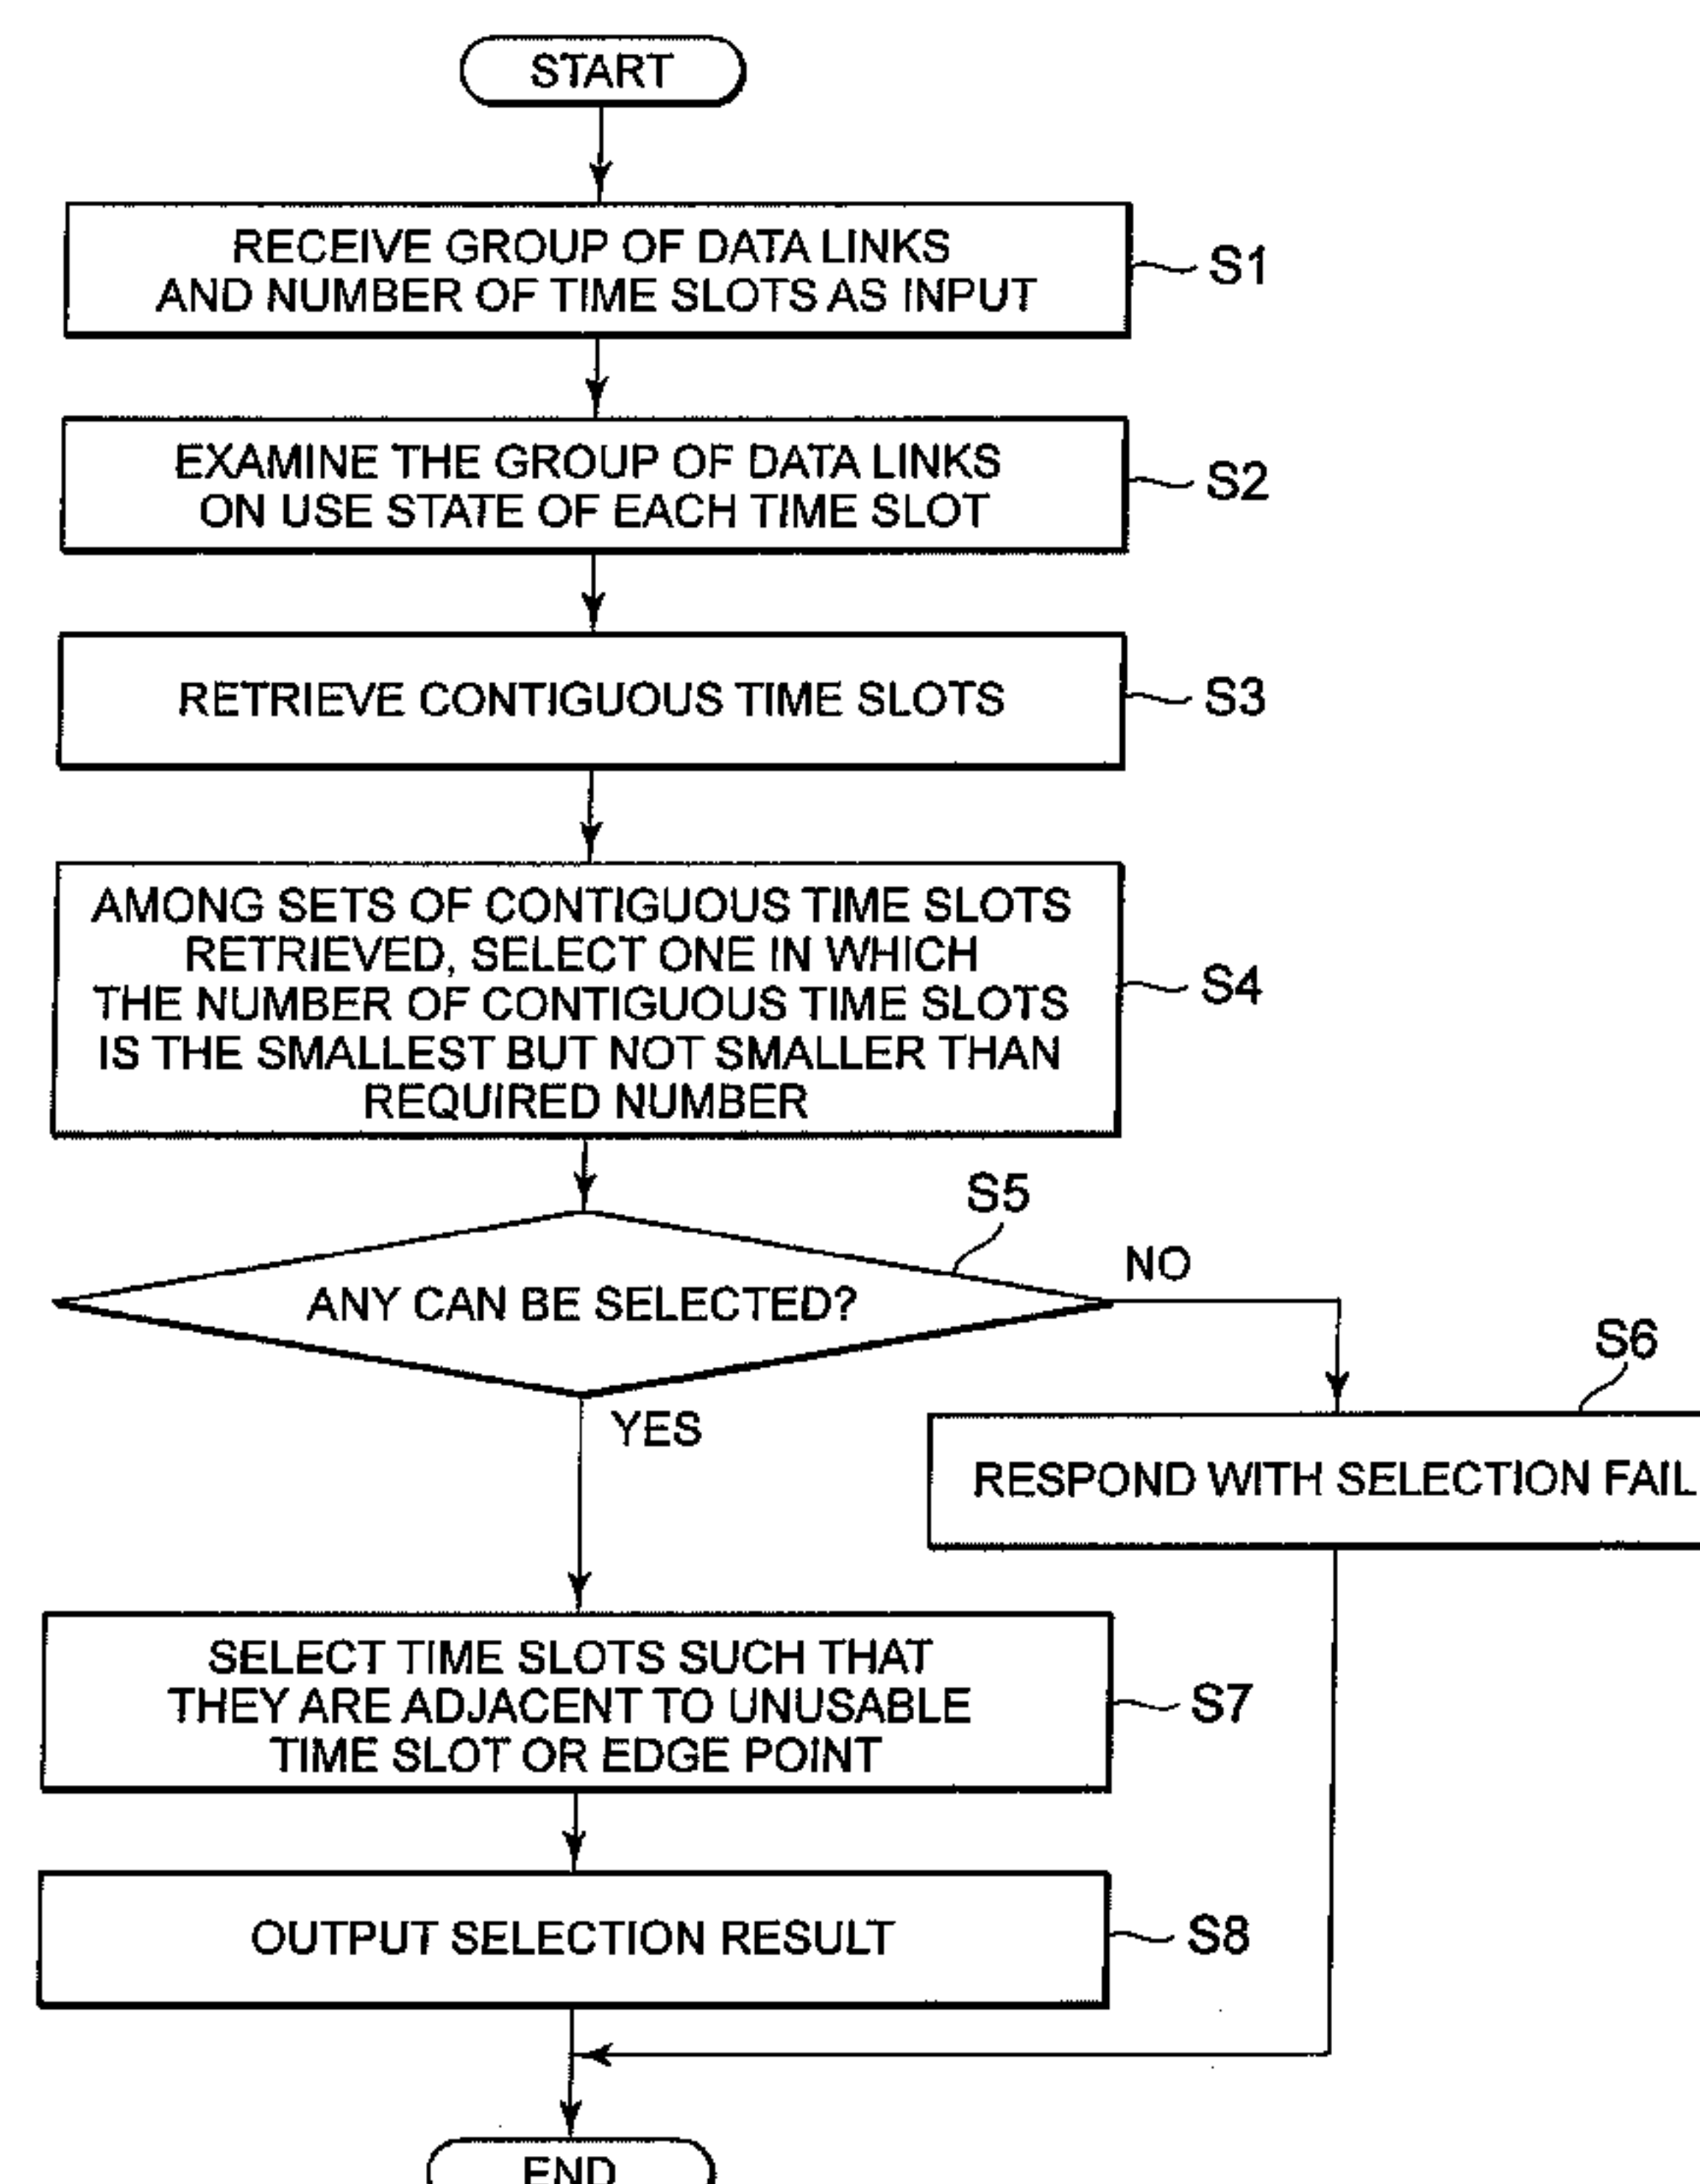 START
RECEIVE GROUP OF DATA LINKS
AND NUMBER OF TIME SLOTS AS INPUT
S1
EXAMINE THE GROUP OF DATA LINKS
ON USE STATE OF EACH TIME SLOT
S2
RETRIEVE CONTIGUOUS TIME SLOTS
S3
AMONG SETS OF CONTIGUOUS TIME SLOTS
RETRIEVED, SELECT ONE IN WHICH
THE NUMBER OF CONTIGUOUS TIME SLOTS
IS THE SMALLEST BUT NOT SMALLER THAN
REQUIRED NUMBER
S4
S5
ANY CAN BE SELECTED?
NO
YES
S6
RESPOND WITH SELECTION FAIL
SELECT TIME SLOTS SUCH THAT
THEY ARE ADJACENT TO UNUSABLE
TIME SLOT OR EDGE POINT
S7
OUTPUT SELECTION RESULT
S8
END